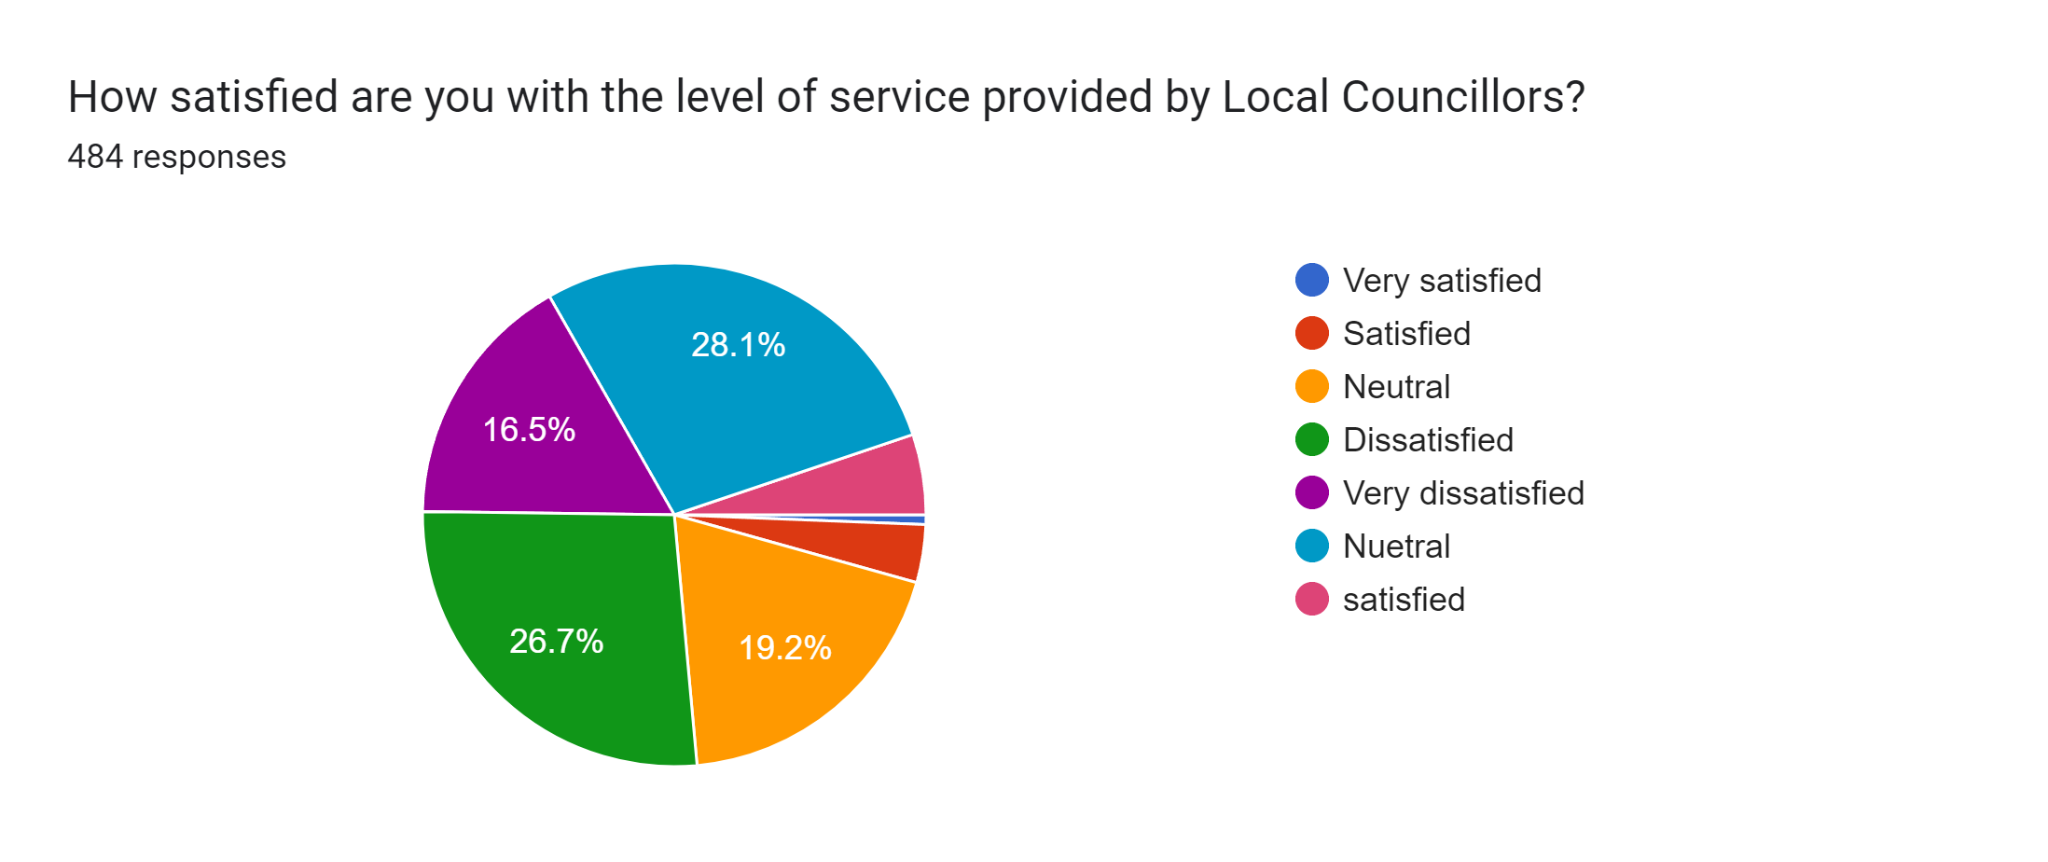 How satisfied are you with the level of service provided by Local Councillors?
484 responses
28.1%
16.5%
26.7%
19.2%
Very satisfied
Satisfied
Neutral
Dissatisfied
Very dissatisfied
Nuetral
satisfied